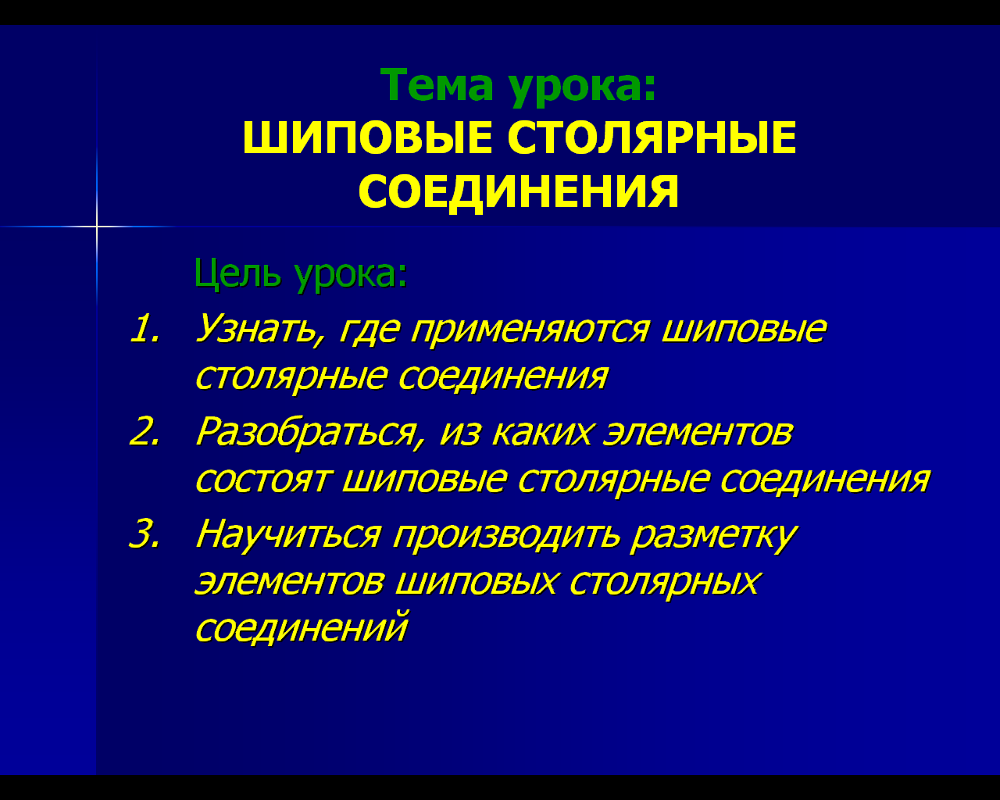 Тема урока:
ШИПОВЫЕ СТОЛЯРНЫЕ
СОЕДИНЕНИЯ
Цель урока:
1. Узнать, где применяются шиповые
столярные соединения
2. Разобраться, из каких элементов
состоят шиповые столярные соединения
3. Научиться производить разметку
элементов шиповых столярных
соединений